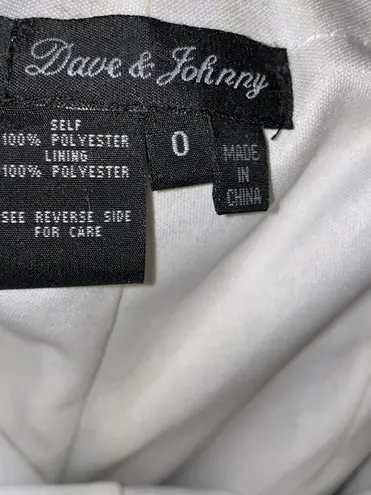 Dave & Johnny
SELF
100% POLYESTER
LINING
100% POLYESTER
SEE REVERSE SIDE
FOR CARE
0
MADE
IN
CHINA